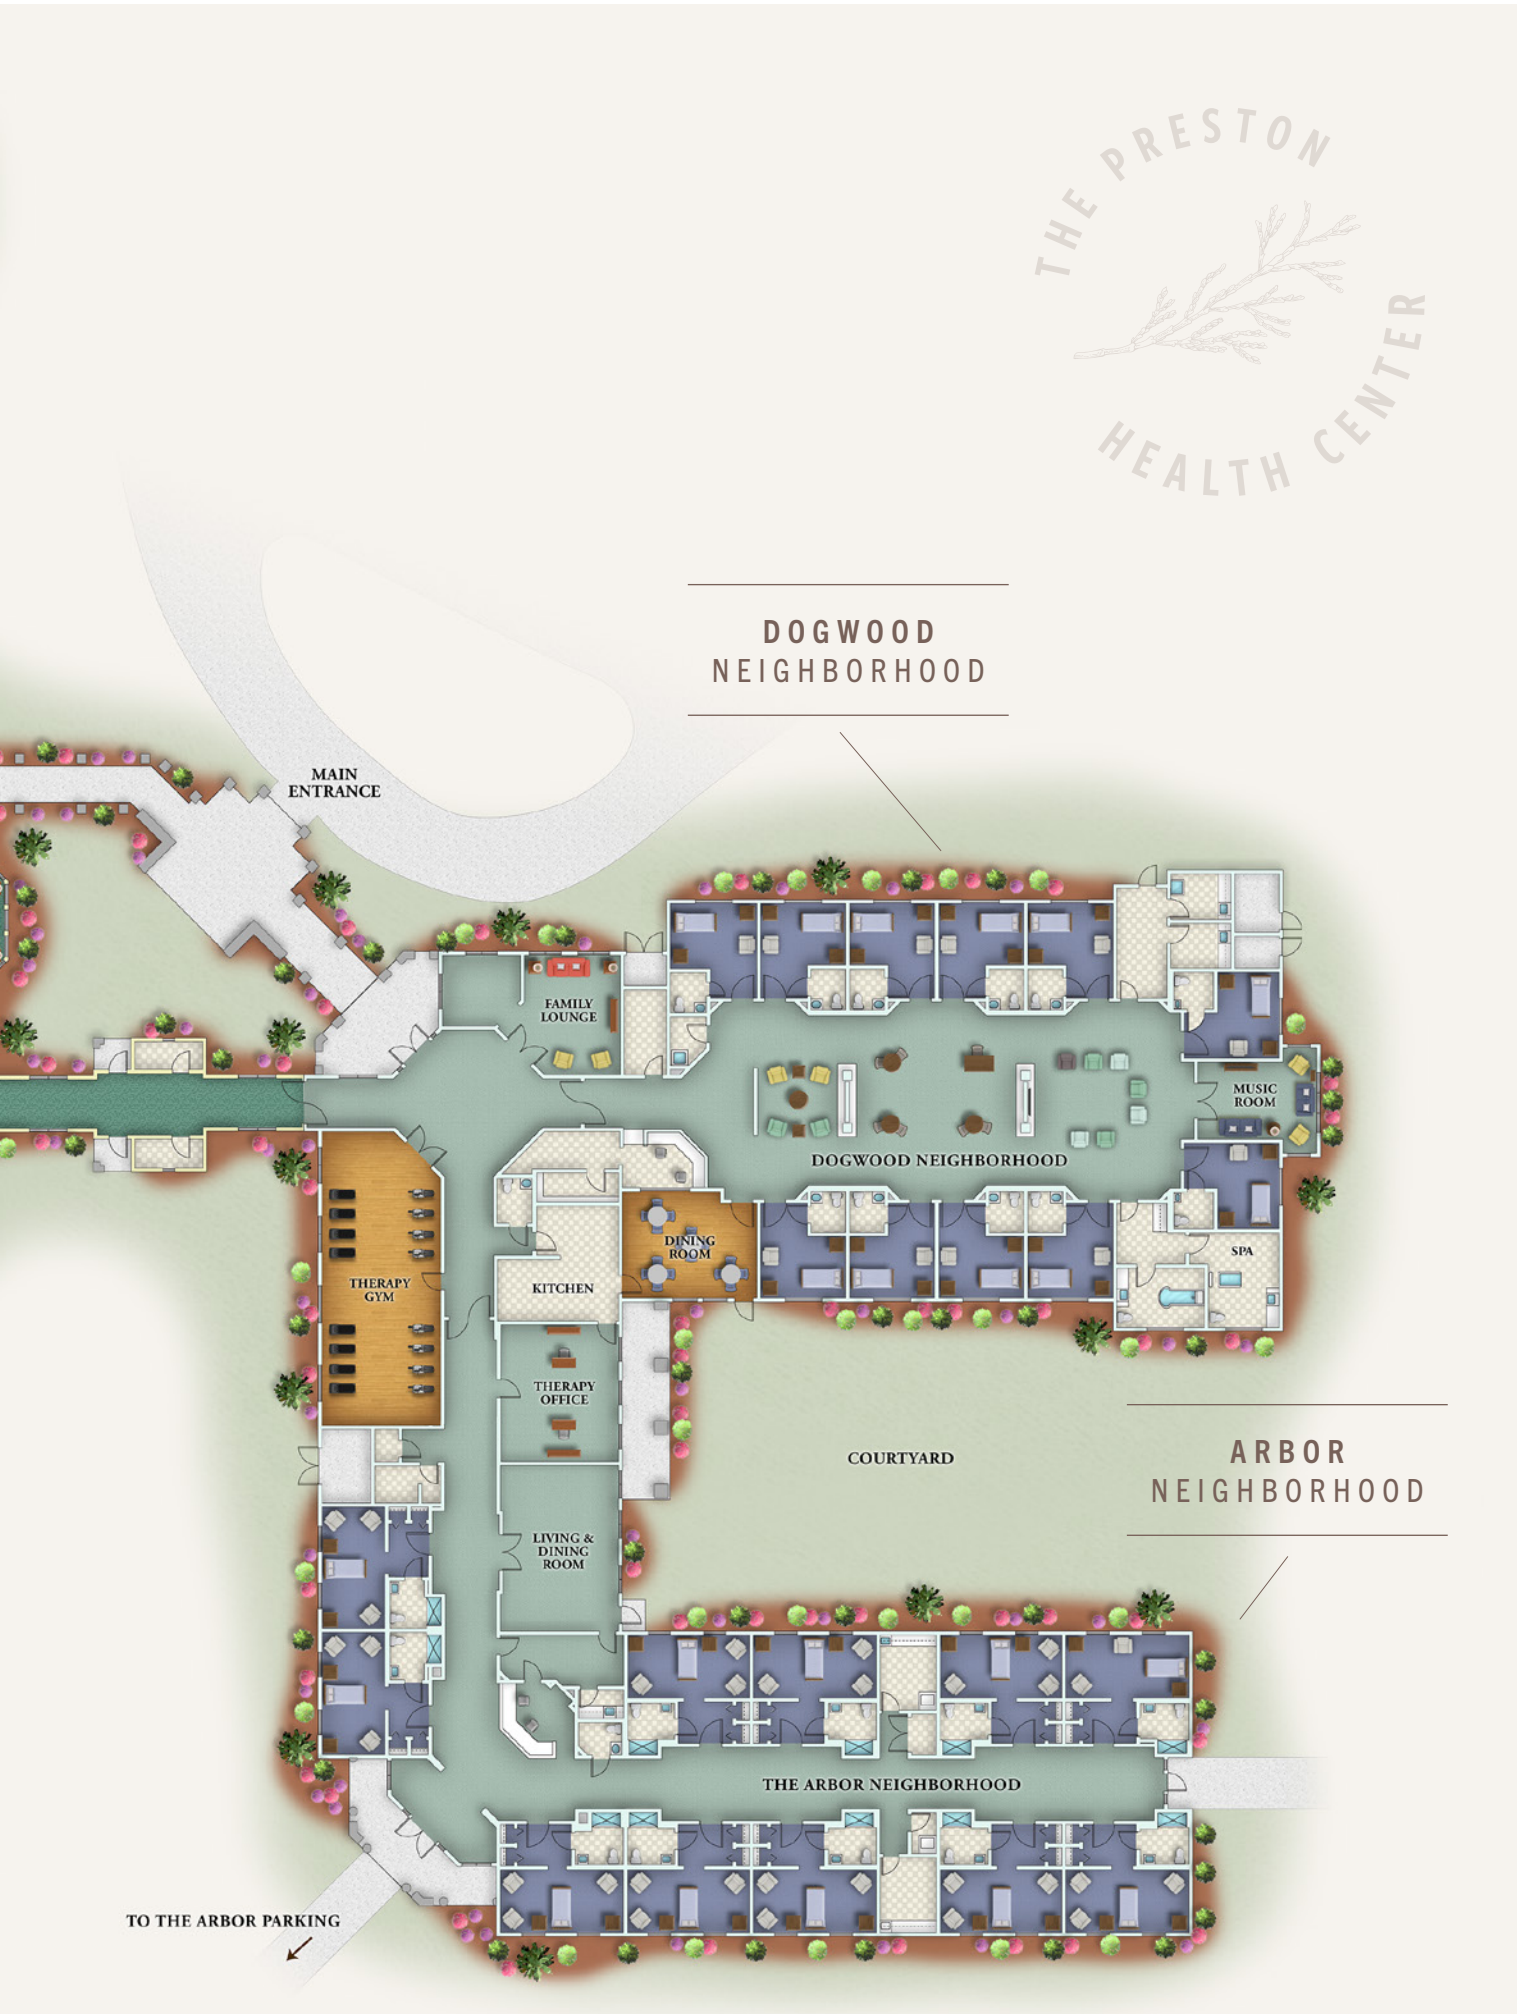 THE PRESTON
HEALTH CENTER
DOGWOOD
NEIGHBORHOOD
MAIN
ENTRANCE
FAMILY
LOUNGE
MUSIC
ROOM
DOGWOOD NEIGHBORHOOD
DINING
ROOM
SPA
THERAPY
GYM
KITCHEN
THERAPY
OFFICE
COURTYARD
ARBOR
NEIGHBORHOOD
LIVING &
DINING
ROOM
THE ARBOR NEIGHBORHOOD
TO THE ARBOR PARKING